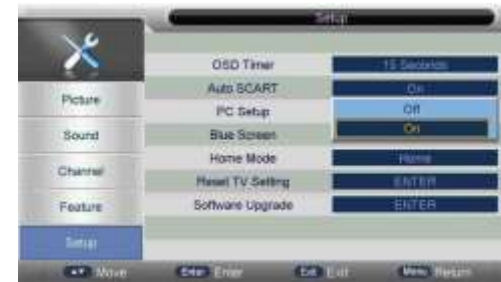 Setup
OSD Timer 15 Seconds
Auto SCART On
PC Setup Off
Blue Screen On
Home Mode Home
Reset TV Setting ENTER
Software Upgrade ENTER
Picture
Sound
Channel
Feature
Setup
Move Enter Enter Exit Exit Menu Return